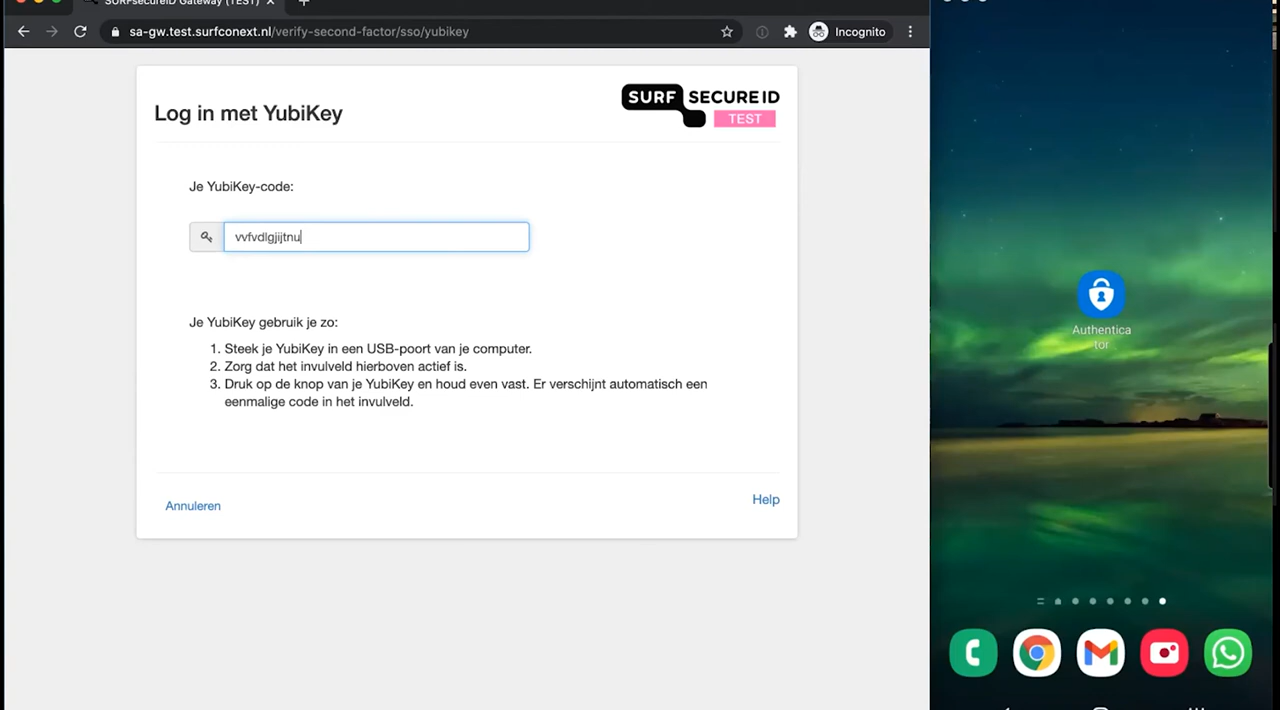 SURFsecureID Gateway (TEST)
sa-gw.test.surfconext.nl/verify-second-factor/sso/yubikey
Incognito
Log in met YubiKey
SURF SECURE ID
TEST
Je YubiKey-code:
vvfvdlgjijtnu
Je YubiKey gebruik je zo:
1. Steek je YubiKey in een USB-poort van je computer.
2. Zorg dat het invulveld hierboven actief is.
3. Druk op de knop van je YubiKey en houd even vast. Er verschijnt automatisch een
eenmalige code in het invulveld.
Annuleren
Help
Authentica
tor